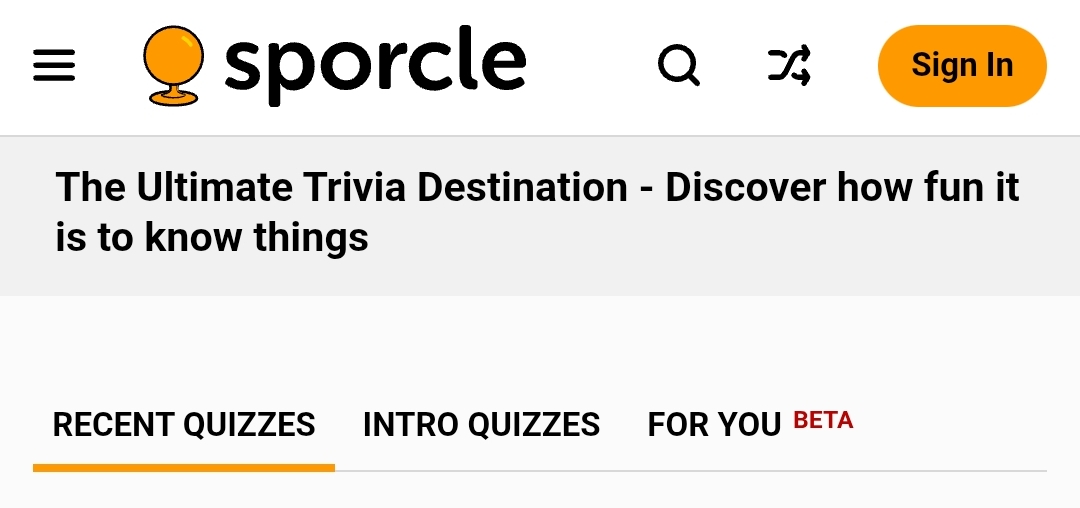 sporcle
Sign In
The Ultimate Trivia Destination - Discover how fun it
is to know things
RECENT QUIZZES
INTRO QUIZZES
FOR YOU BETA